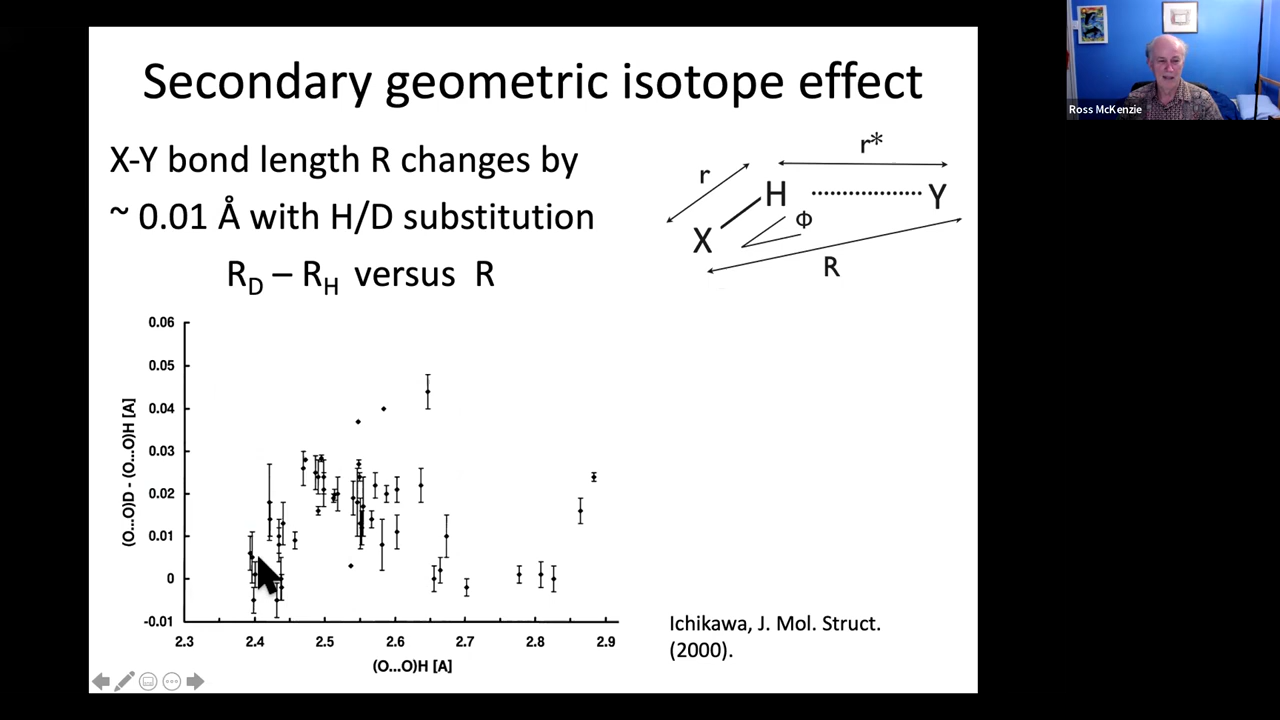 Secondary geometric isotope effect
X-Y bond length R changes by
~ 0.01 Å with H/D substitution
R_D – R_H versus R
r*
r
H
Y
ϕ
X
R
0.06
0.05
0.04
0.03
0.02
0.01
0
-0.01
(O...O)D - (O...O)H [A]
2.3 2.4 2.5 2.6 2.7 2.8 2.9
(O...O)H [A]
Ichikawa, J. Mol. Struct.
(2000).
Ross McKenzie